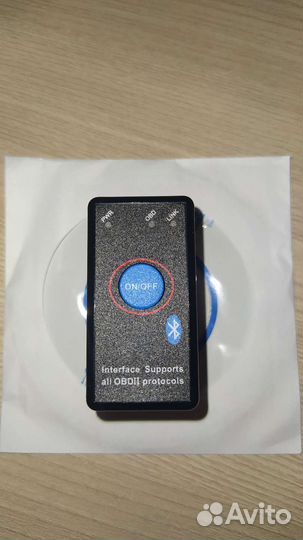 PWR OBD LINK
ON/OFF
Interface Supports
all OBDII protocols
Avito